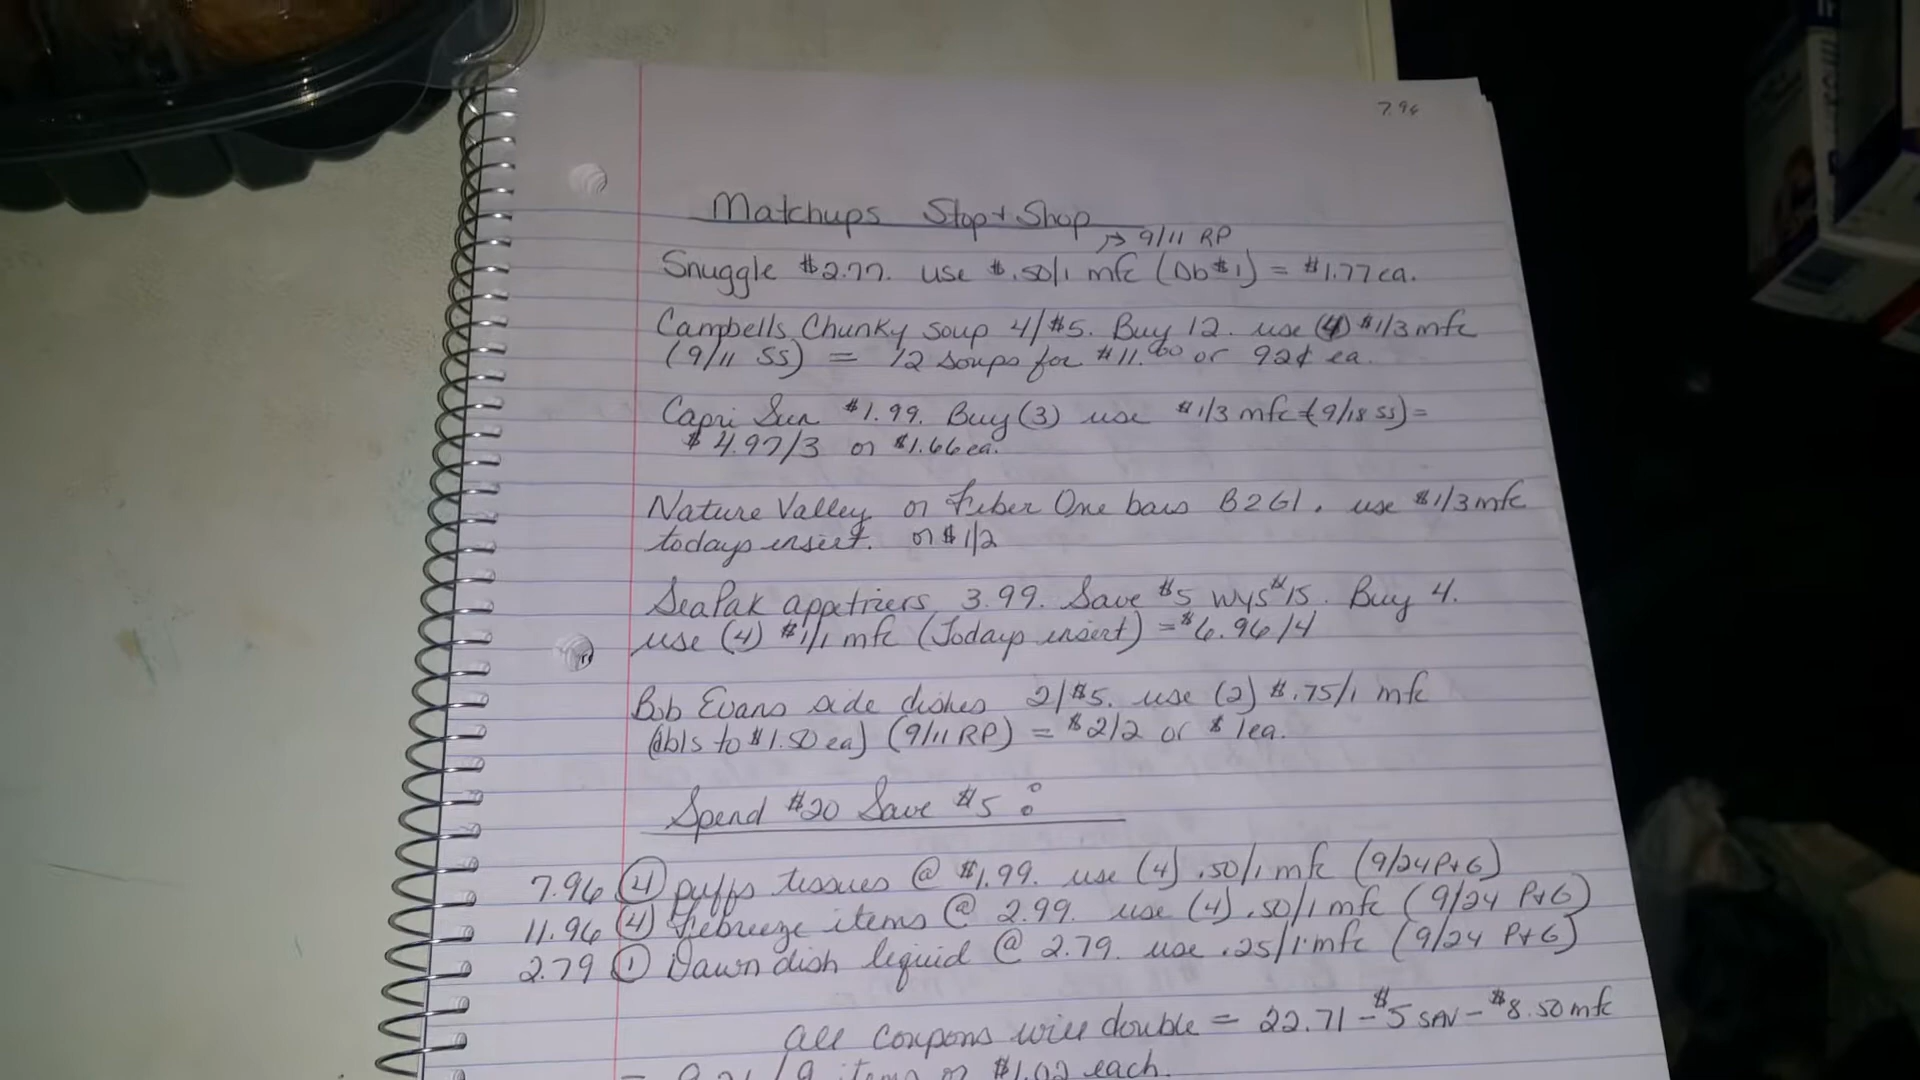 7.96
Matchups Stop + Shop
→ 9/11 RP
Snuggle $2.77. use $.50/1 mfc (Db $1) = $1.77 ea.
Campbells Chunky soup 4/$5. Buy 12. use (4) $1/3 mfc
(9/11 SS) = 12 soups for $11.00 or 92¢ ea.
Capri Sun $1.99. Buy (3) use $1/3 mfc (9/18 SS) =
$4.97/3 or $1.66 ea.
Nature Valley or Fiber One bars B2G1. use $1/3 mfc
todays insert. or $1/2
SeaPak appetizers 3.99. Save $5 wys $15. Buy 4.
use (4) $1/1 mfc (Todays insert) = $6.96/4
Bob Evans side dishes 2/$5. use (2) $.75/1 mfc
(dbls to $1.50 ea) (9/11 RP) = $2/2 or $1ea.
Spend $20 Save $5:
7.96 (4) puffs tissues @ $1.99. use (4) .50/1 mfc (9/24 P+G)
11.96 (4) Febreeze items @ 2.99. use (4) .50/1 mfc (9/24 P+G)
2.79 (1) Dawn dish liquid @ 2.79. use .25/1 mfc (9/24 P+G)
all coupons will double = 22.71 - $5 SAV - $8.50 mfc
= 9.21/9 items or $1.02 each.